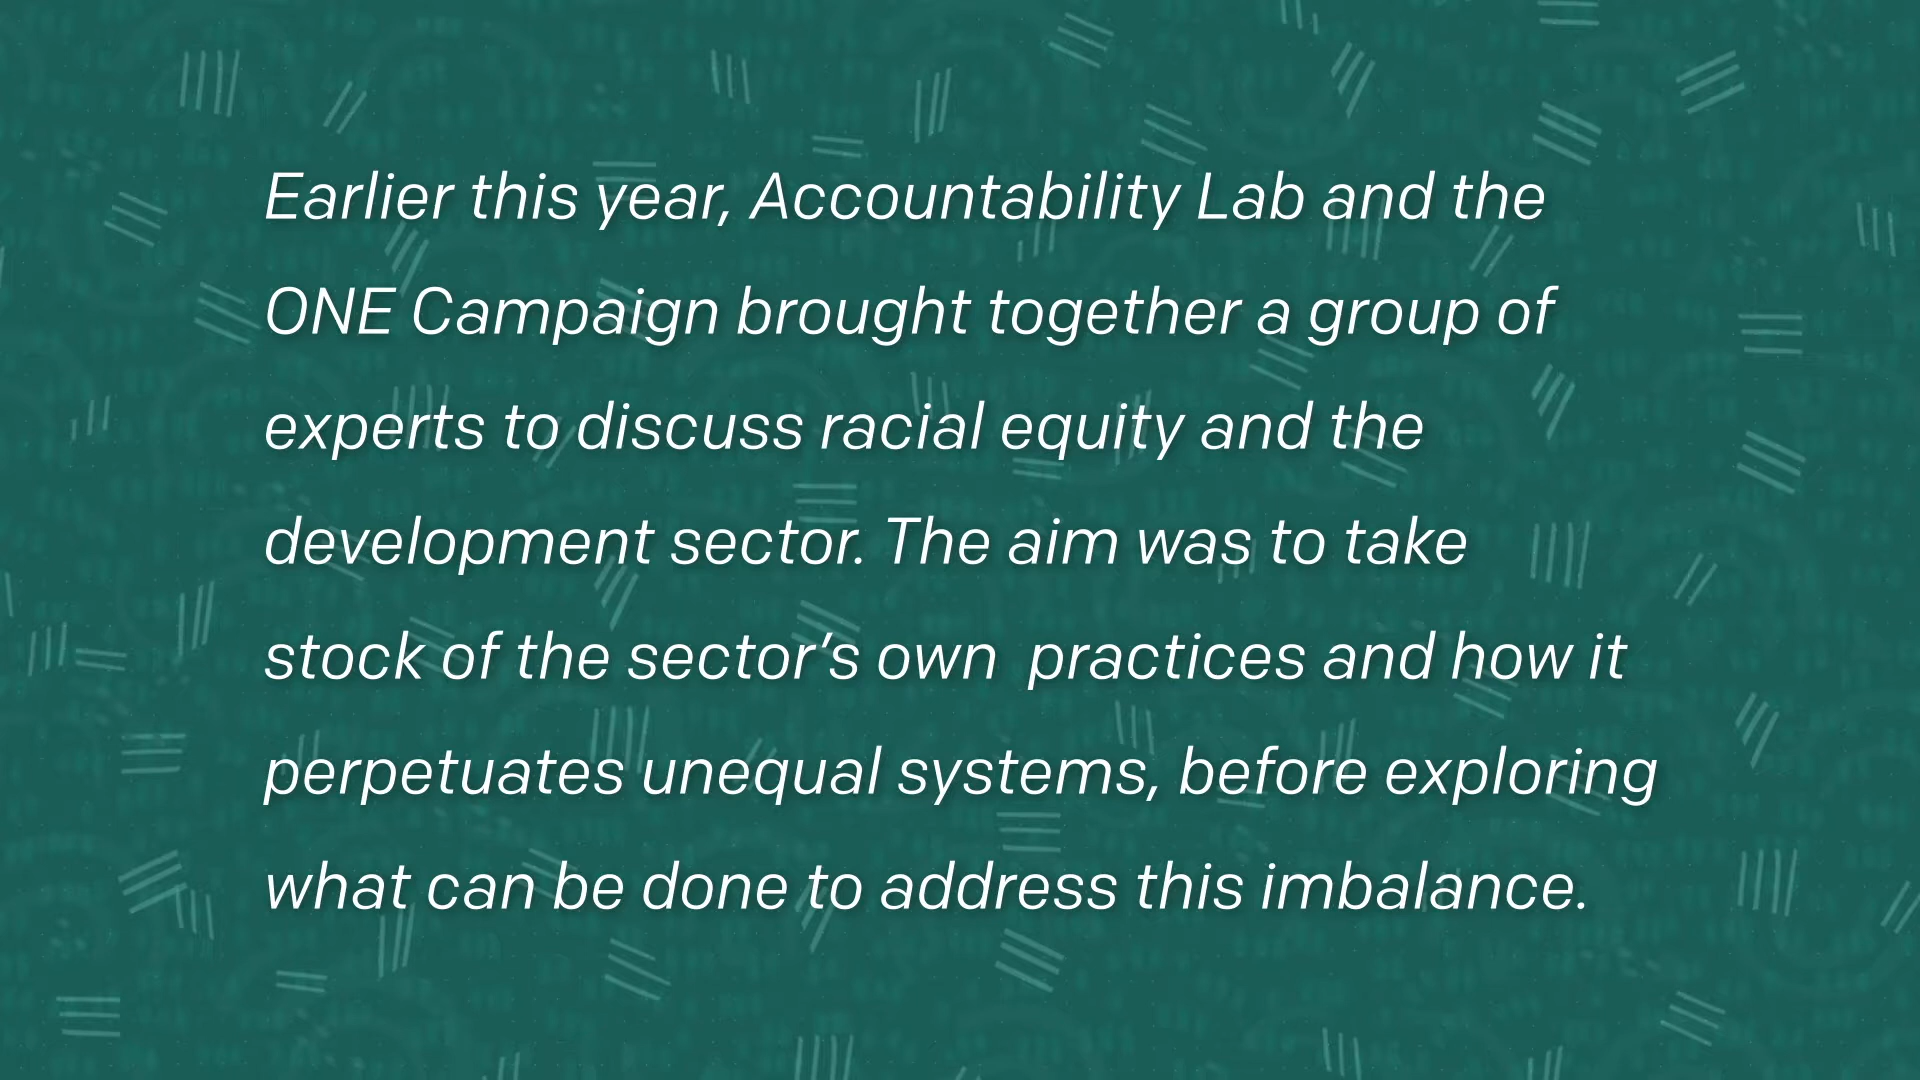 Earlier this year, Accountability Lab and the
ONE Campaign brought together a group of
experts to discuss racial equity and the
development sector. The aim was to take
stock of the sector’s own  practices and how it
perpetuates unequal systems, before exploring
what can be done to address this imbalance.